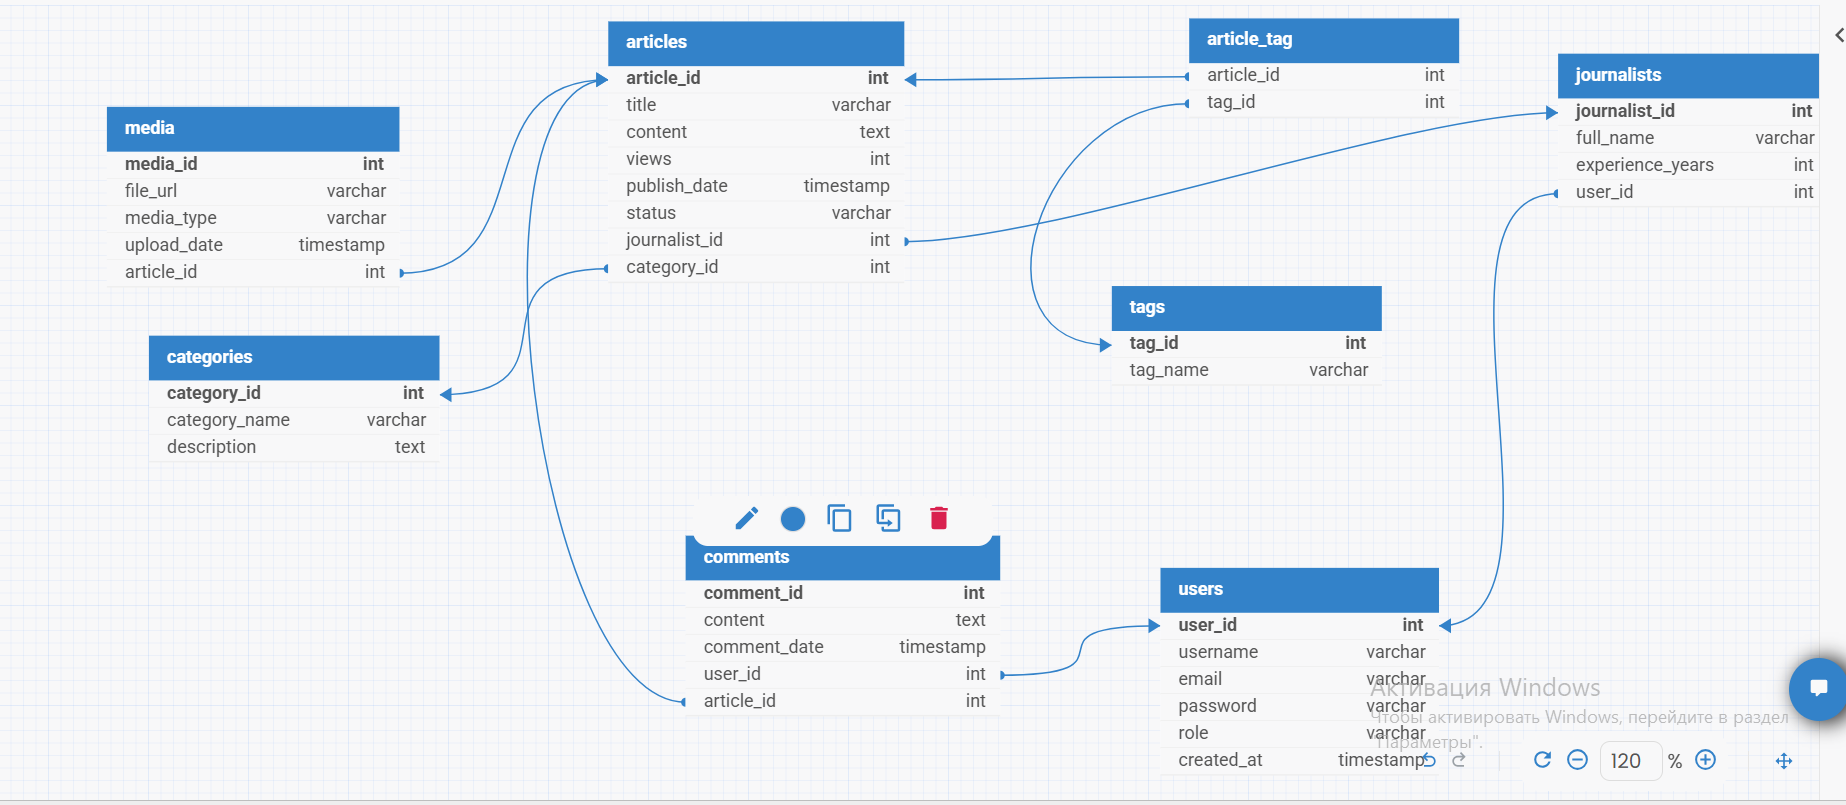 articles
article_id int
title varchar
content text
views int
publish_date timestamp
status varchar
journalist_id int
category_id int
article_tag
article_id int
tag_id int
journalists
journalist_id int
full_name varchar
experience_years int
user_id int
media
media_id int
file_url varchar
media_type varchar
upload_date timestamp
article_id int
tags
tag_id int
tag_name varchar
categories
category_id int
category_name varchar
description text
comments
comment_id int
content text
comment_date timestamp
user_id int
article_id int
users
user_id int
username varchar
email varchar
password varchar
role varchar
created_at timestamp
Активация Windows
Чтобы активировать Windows, перейдите в раздел
"Параметры".
120 %